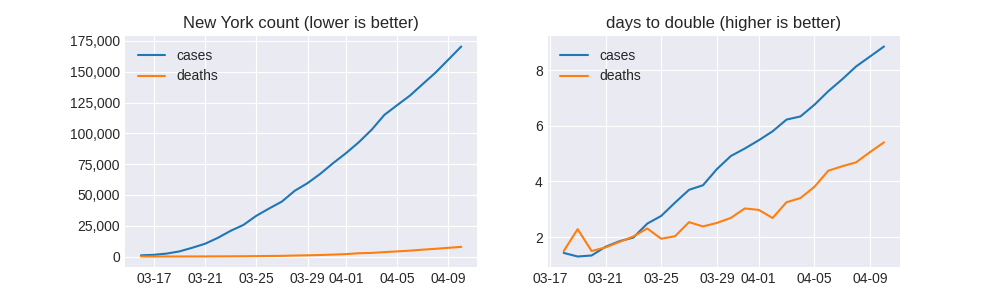 New York count (lower is better)
175,000
150,000
125,000
100,000
75,000
50,000
25,000
0
cases
deaths
03-17 03-21 03-25 03-29 04-01 04-05 04-09
days to double (higher is better)
8
6
4
2
cases
deaths
03-17 03-21 03-25 03-29 04-01 04-05 04-09